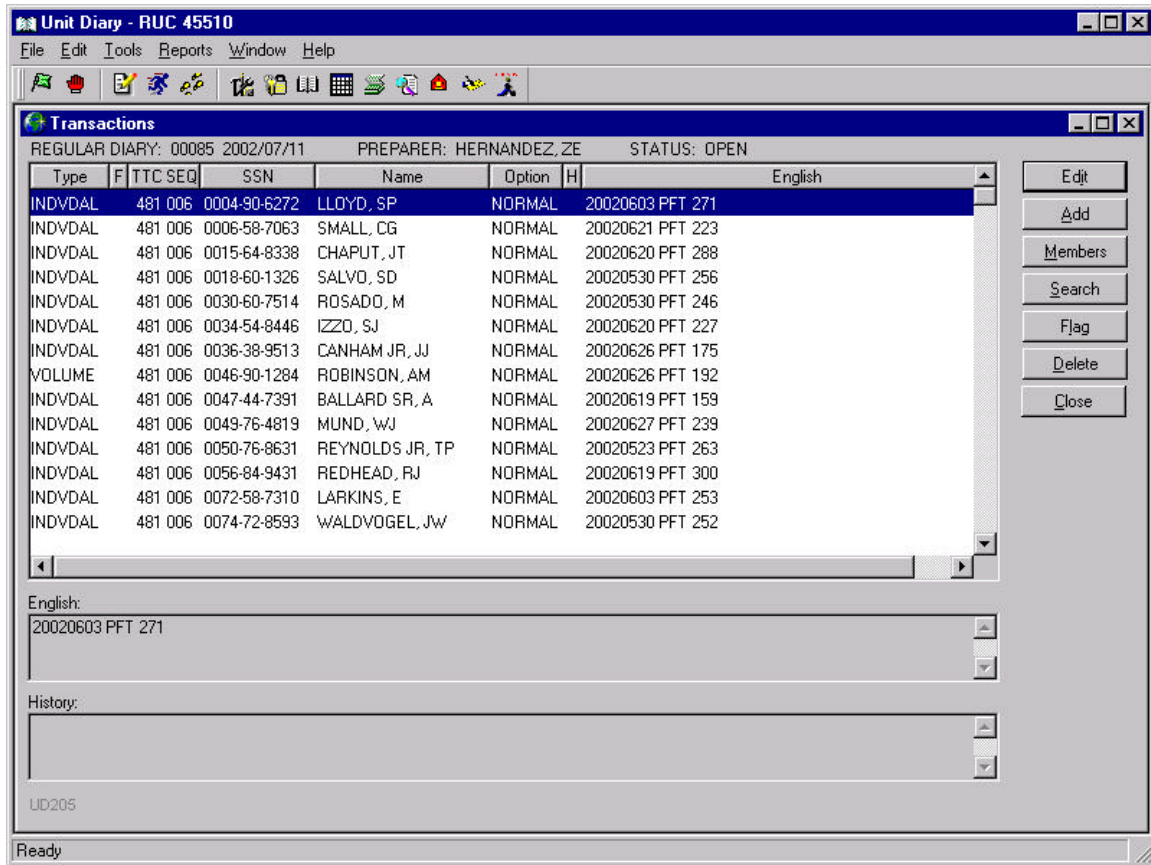 Unit Diary - RUC 45510
File Edit Tools Reports Window Help
Transactions
REGULAR DIARY: 00085 2002/07/11 PREPARER: HERNANDEZ, ZE STATUS: OPEN
Type F TTC SEQ SSN Name Option H English
INDVDAL 481 006 0004-90-6272 LLOYD, SP NORMAL 20020603 PFT 271
INDVDAL 481 006 0006-58-7063 SMALL, CG NORMAL 20020621 PFT 223
INDVDAL 481 006 0015-64-8338 CHAPUT, JT NORMAL 20020620 PFT 288
INDVDAL 481 006 0018-60-1326 SALVO, SD NORMAL 20020530 PFT 256
INDVDAL 481 006 0030-60-7514 ROSADO, M NORMAL 20020530 PFT 246
INDVDAL 481 006 0034-54-8446 IZZO, SJ NORMAL 20020620 PFT 227
INDVDAL 481 006 0036-38-9513 CANHAM JR, JJ NORMAL 20020626 PFT 175
VOLUME 481 006 0046-90-1284 ROBINSON, AM NORMAL 20020626 PFT 192
INDVDAL 481 006 0047-44-7391 BALLARD SR, A NORMAL 20020619 PFT 159
INDVDAL 481 006 0049-76-4819 MUND, WJ NORMAL 20020627 PFT 239
INDVDAL 481 006 0050-76-8631 REYNOLDS JR, TP NORMAL 20020523 PFT 263
INDVDAL 481 006 0056-84-9431 REDHEAD, RJ NORMAL 20020619 PFT 300
INDVDAL 481 006 0072-58-7310 LARKINS, E NORMAL 20020603 PFT 253
INDVDAL 481 006 0074-72-8593 WALDVOGEL, JW NORMAL 20020530 PFT 252
Edit
Add
Members
Search
Flag
Delete
Close
English:
20020603 PFT 271
History:
UD205
Ready